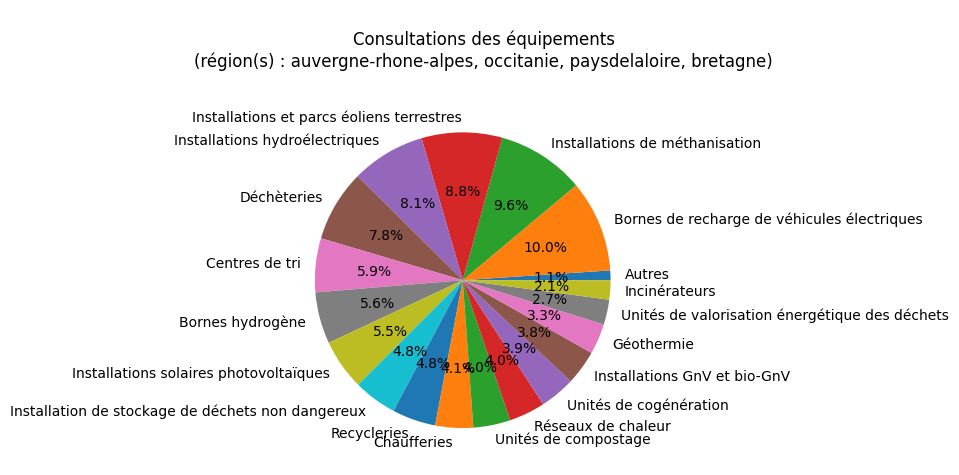 Consultations des équipements
(région(s) : auvergne-rhone-alpes, occitanie, paysdelaloire, bretagne)
Installations et parcs éoliens terrestres
Installations hydroélectriques
Installations de méthanisation
8.8%
8.1%
9.6%
Déchèteries
7.8%
Bornes de recharge de véhicules électriques
10.0%
Centres de tri
5.9%
Autres
1.1%
Incinérateurs
2.1%
Bornes hydrogène
5.6%
2.7%
Unités de valorisation énergétique des déchets
5.5%
3.3%
Géothermie
3.8%
Installations solaires photovoltaïques
4.8%
3.9%
Installations GnV et bio-GnV
4.8%
4.1%
4.0%
4.0%
Unités de cogénération
Installation de stockage de déchets non dangereux
Réseaux de chaleur
Recycleries
Chaufferies
Unités de compostage